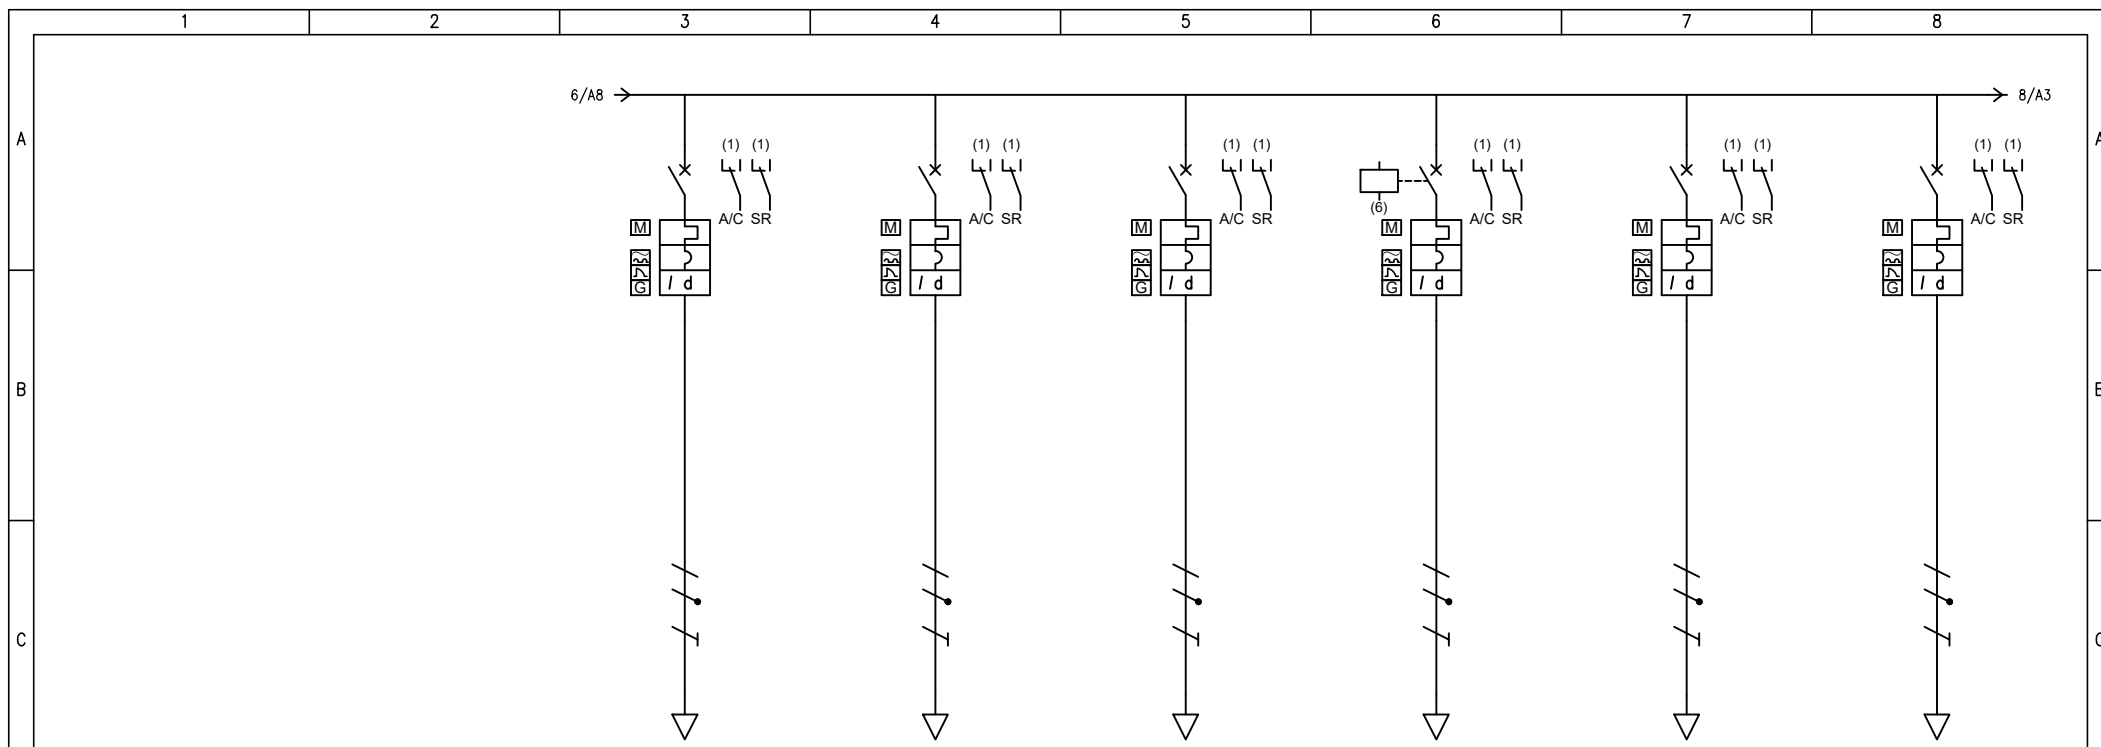 1 2 3 4 5 6 7 8
6/A8 8/A3
A A
(1) (1) (1) (1) (1) (1) (1) (1) (1) (1) (1) (1)
(6)
A/C SR A/C SR A/C SR A/C SR A/C SR A/C SR
M M M M M M
G I d G I d G I d G I d G I d G I d
B B
C C